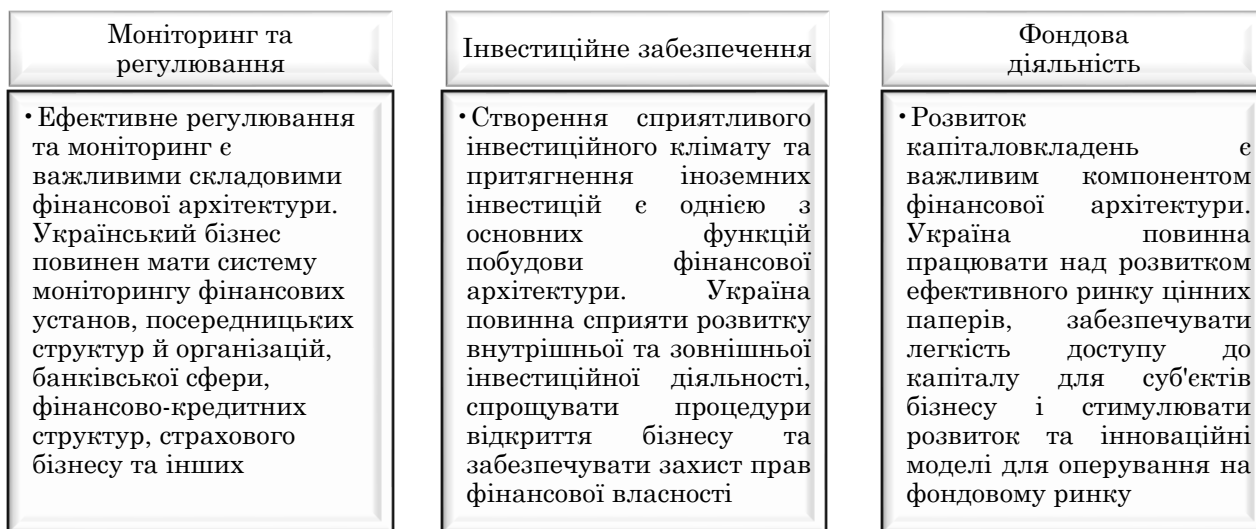 Моніторинг та
регулювання
• Ефективне регулювання
та моніторинг є
важливими складовими
фінансової архітектури.
Український бізнес
повинен мати систему
моніторингу фінансових
установ, посередницьких
структур й організацій,
банківської сфери,
фінансово-кредитних
структур, страхового
бізнесу та інших
Інвестиційне забезпечення
• Створення сприятливого
інвестиційного клімату та
притягнення іноземних
інвестицій є однією з
основних функцій
побудови фінансової
архітектури. Україна
повинна сприяти розвитку
внутрішньої та зовнішньої
інвестиційної діяльності,
спрощувати процедури
відкриття бізнесу та
забезпечувати захист прав
фінансової власності
Фондова
діяльність
• Розвиток
капіталовкладень є
важливим компонентом
фінансової архітектури.
Україна повинна
працювати над розвитком
ефективного ринку цінних
паперів, забезпечувати
легкість доступу до
капіталу для суб'єктів
бізнесу і стимулювати
розвиток та інноваційні
моделі для оперування на
фондовому ринку